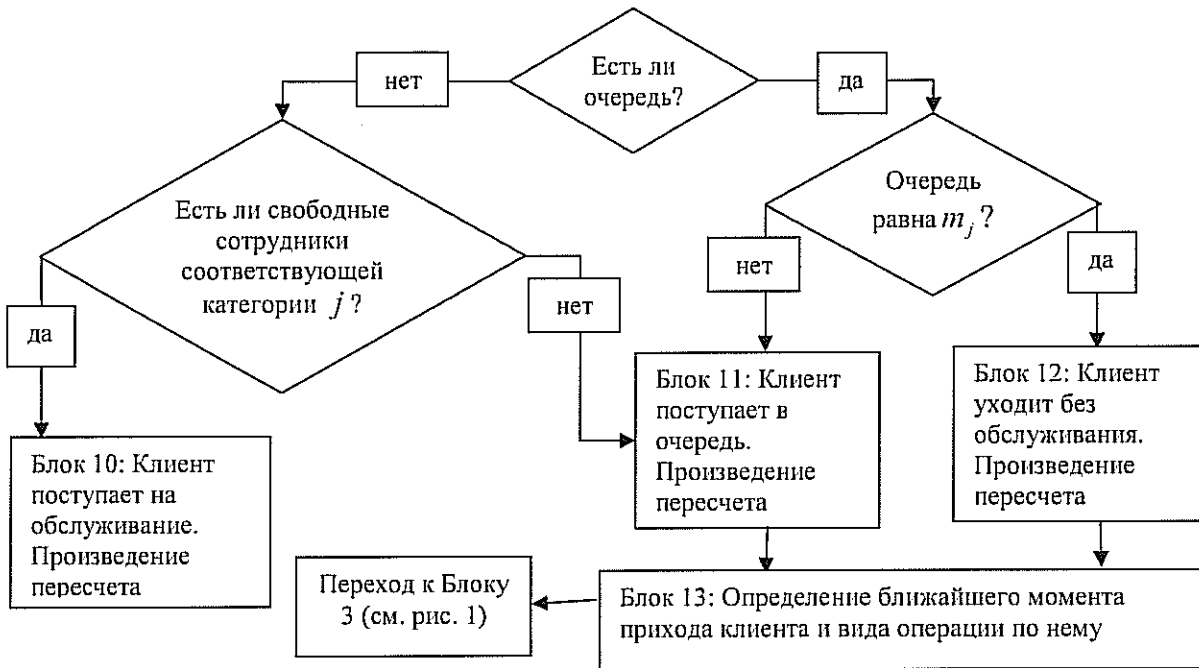 нет
Есть ли
очередь?
да
Есть ли свободные
сотрудники
соответствующей
категории j ?
Очередь
равна m_j ?
да
нет
нет
да
Блок 10: Клиент
поступает на
обслуживание.
Произведение
пересчета
Блок 11: Клиент
поступает в
очередь.
Произведение
пересчета
Блок 12: Клиент
уходит без
обслуживания.
Произведение
пересчета
Переход к Блоку
3 (см. рис. 1)
Блок 13: Определение ближайшего момента
прихода клиента и вида операции по нему